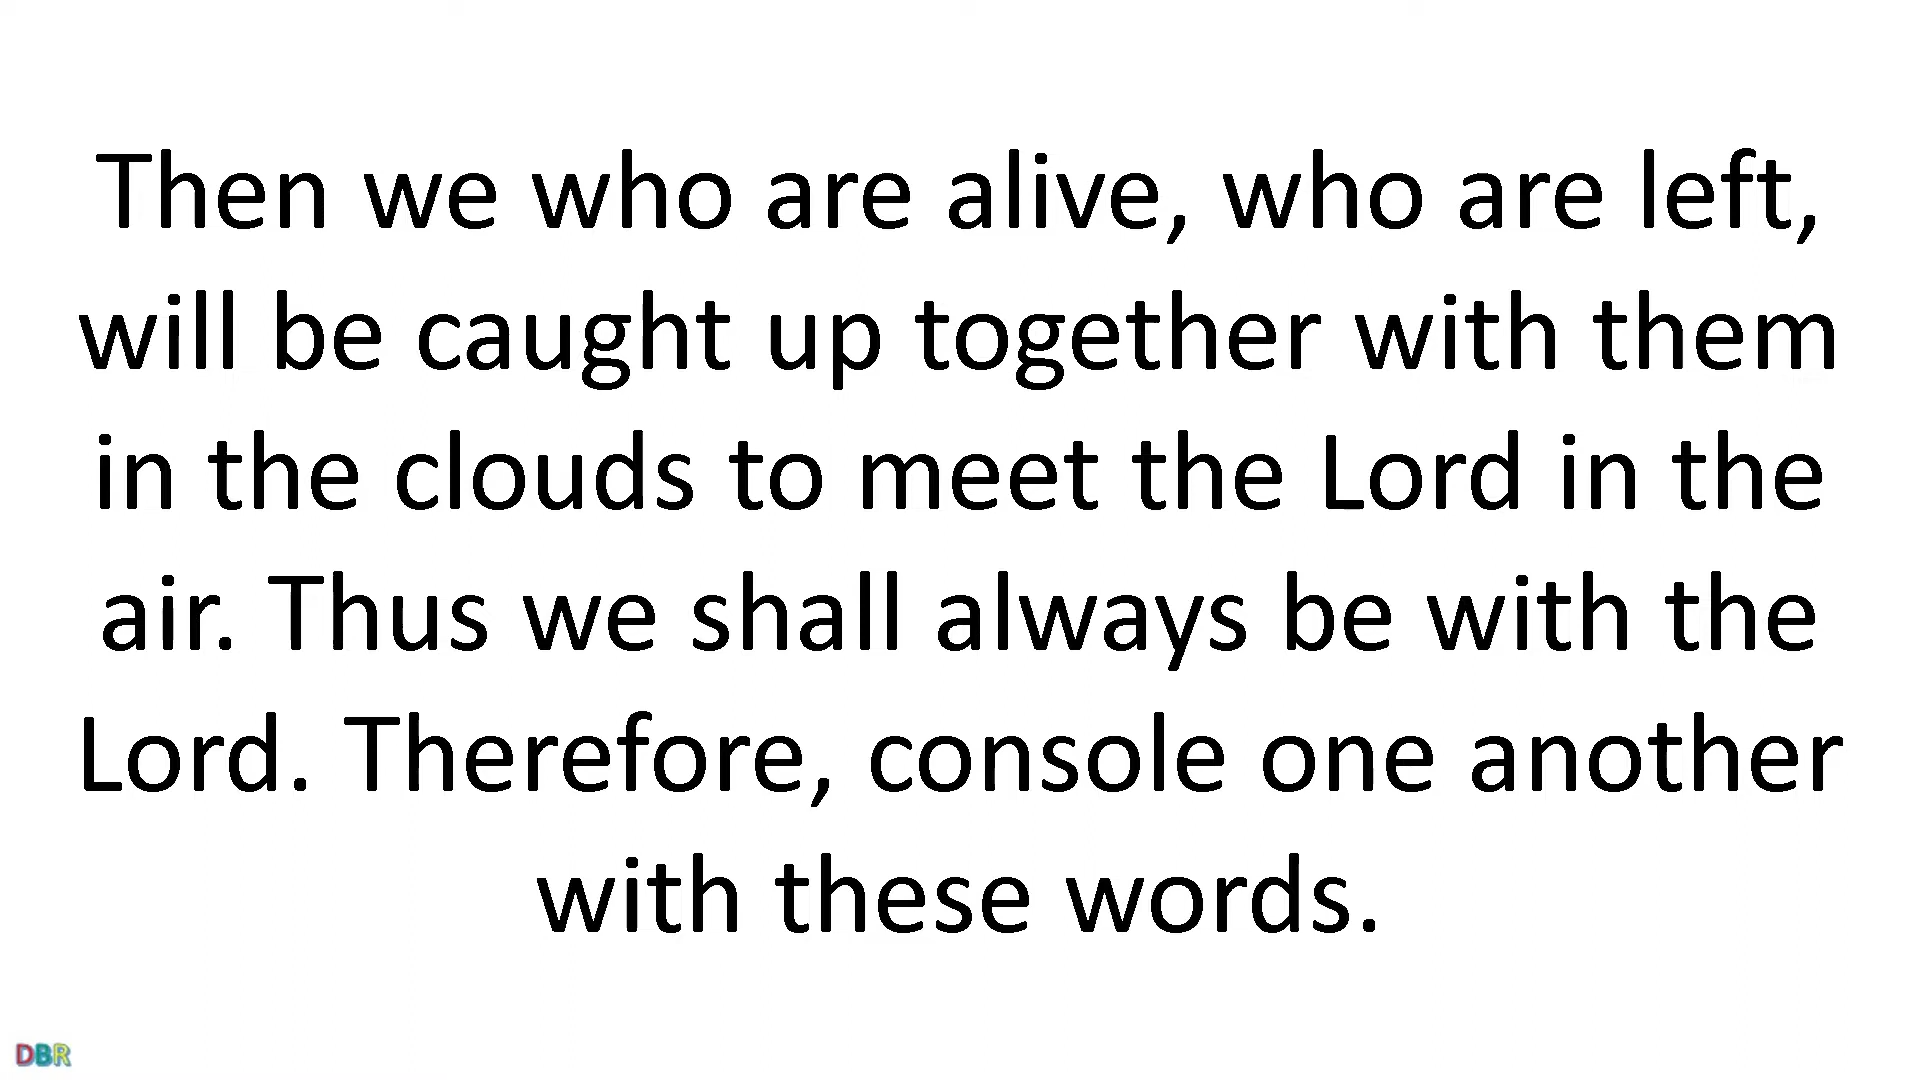 Then we who are alive, who are left,
will be caught up together with them
in the clouds to meet the Lord in the
air. Thus we shall always be with the
Lord. Therefore, console one another
with these words.
DBR